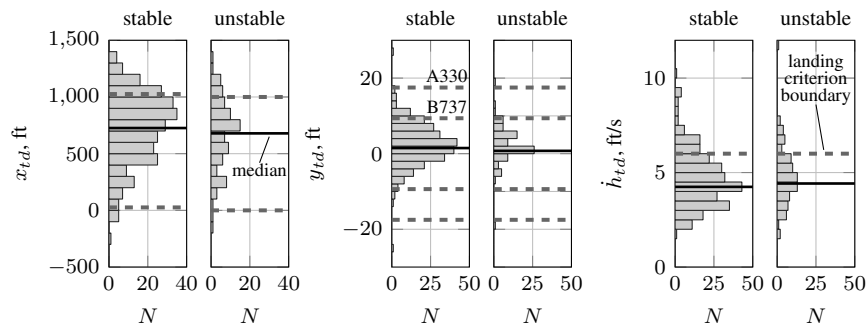 stable unstable stable unstable stable unstable
1,500
1,000
500
0
−500
x_td, ft
median
0 20 40 0 20 40
N N
20
0
−20
y_td, ft
A330
B737
0 25 50 0 25 50
N N
10
5
0
ḣ_td, ft/s
landing
criterion
boundary
0 25 50 0 25 50
N N